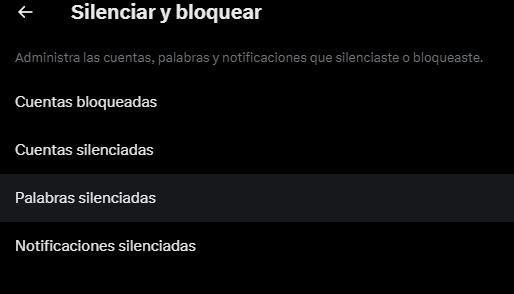 Silenciar y bloquear
Administra las cuentas, palabras y notificaciones que silenciaste o bloqueaste.
Cuentas bloqueadas
Cuentas silenciadas
Palabras silenciadas
Notificaciones silenciadas